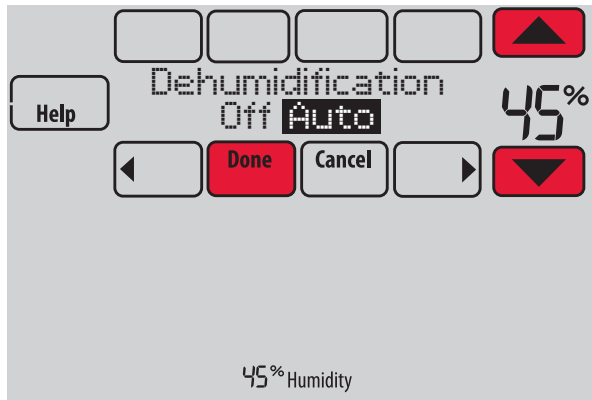 Dehumidification
Help
Off Auto
45%
Done
Cancel
45% Humidity